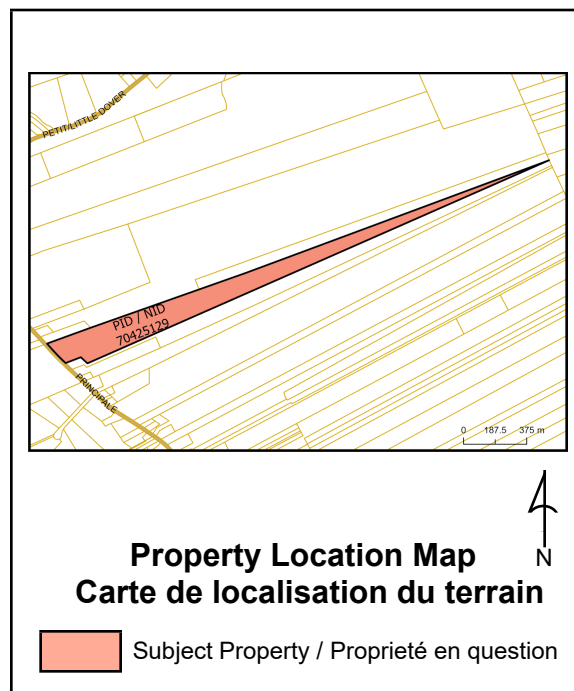 PETIT/LITTLE DOVER
PID / NID
70425129
PRINCIPALE
0 187.5 375 m
N
Property Location Map
Carte de localisation du terrain
Subject Property / Proprieté en question